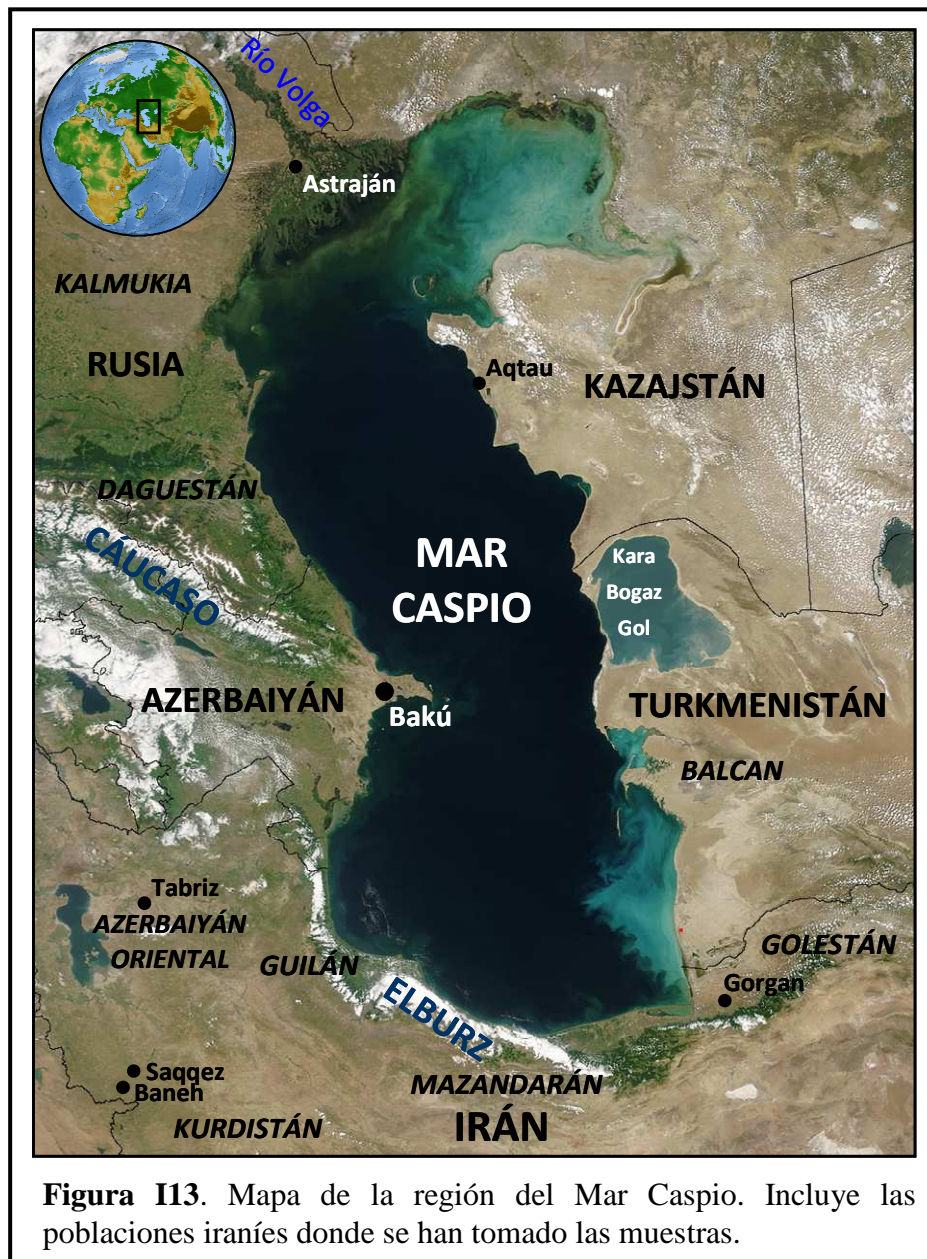 Río Volga
Astraján
KALMUKIA
RUSIA
Aqtau
KAZAJSTÁN
DAGUESTÁN
CÁUCASO
MAR
CASPIO
Kara
Bogaz
Gol
AZERBAIYÁN
Bakú
TURKMENISTÁN
BALCAN
Tabriz
AZERBAIYÁN
ORIENTAL
GUILÁN
GOLESTÁN
Gorgan
ELBURZ
Saqqez
Baneh
MAZANDARÁN
KURDISTÁN
IRÁN
Figura I13. Mapa de la región del Mar Caspio. Incluye las
poblaciones iraníes donde se han tomado las muestras.